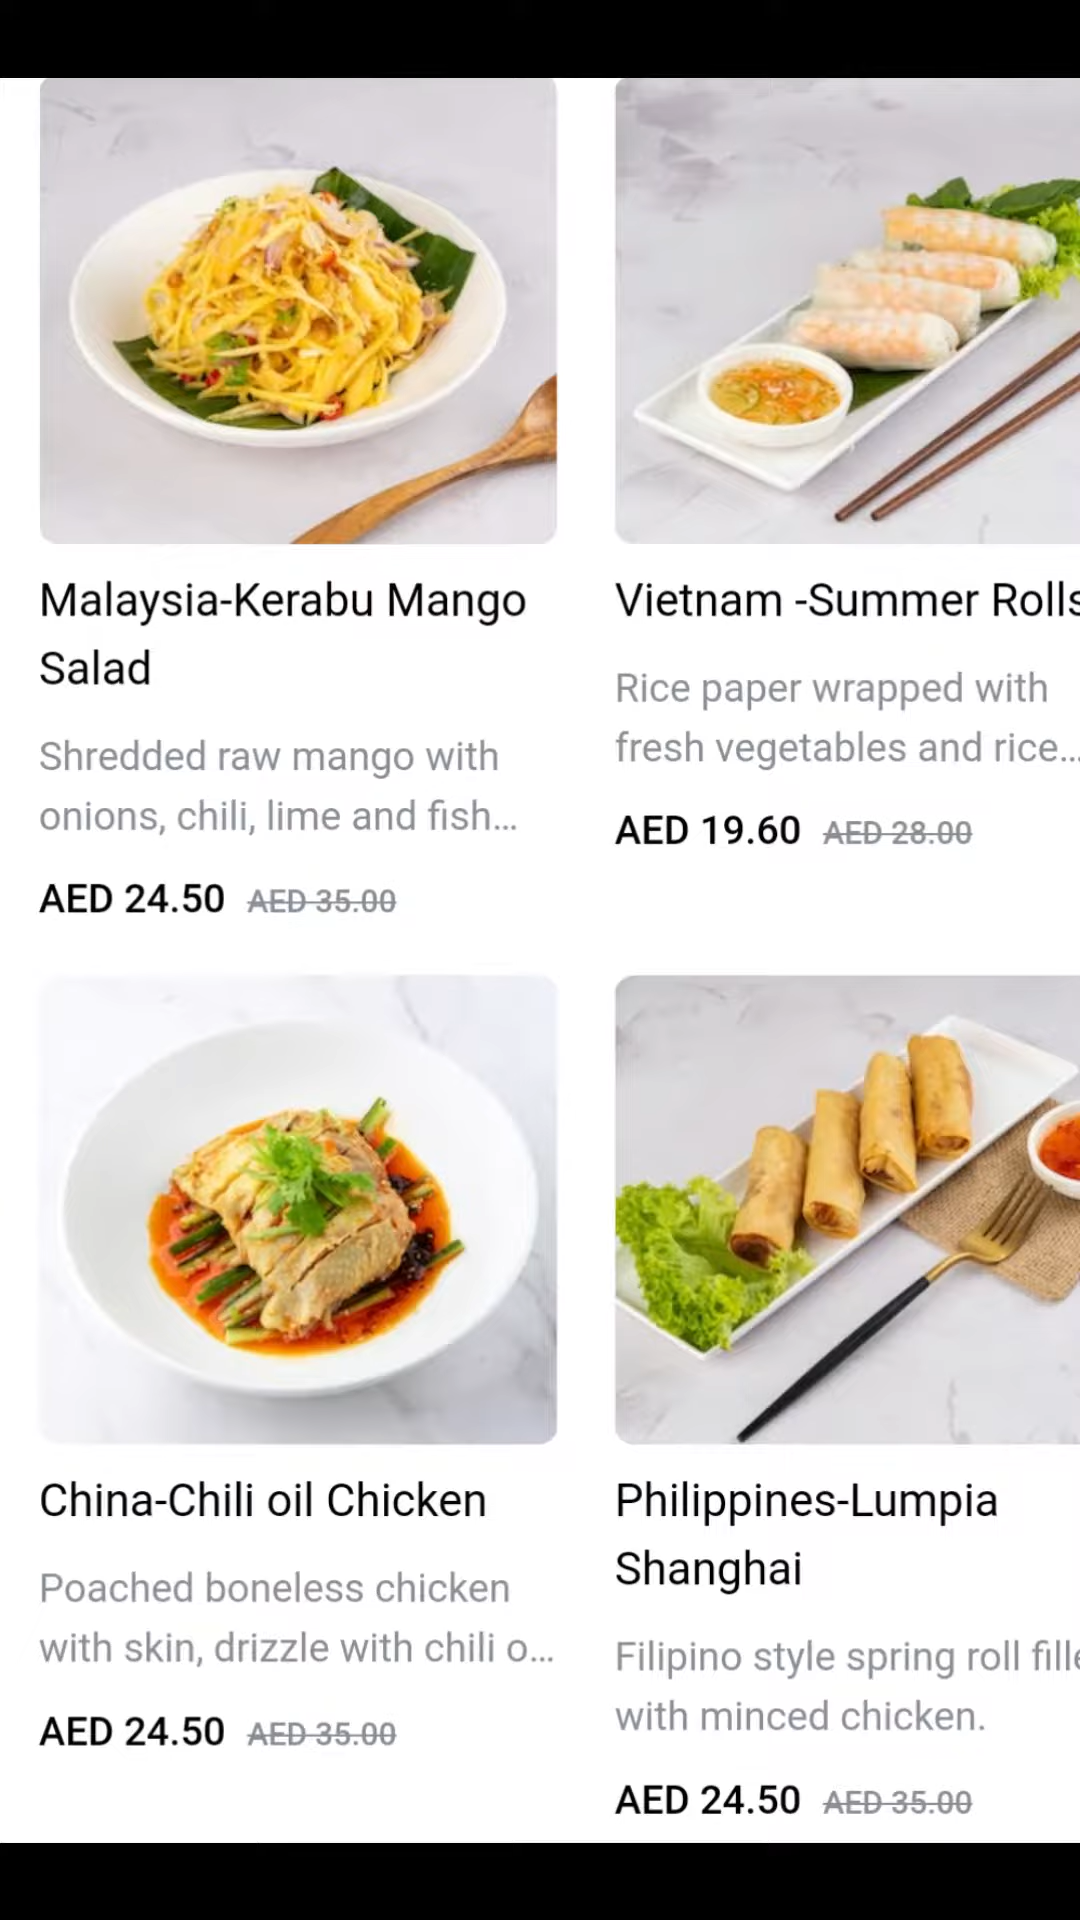 Malaysia-Kerabu Mango
Salad
Shredded raw mango with
onions, chili, lime and fish...
AED 24.50 AED 35.00
Vietnam -Summer Rolls
Rice paper wrapped with
fresh vegetables and rice...
AED 19.60 AED 28.00
China-Chili oil Chicken
Poached boneless chicken
with skin, drizzle with chili o...
AED 24.50 AED 35.00
Philippines-Lumpia
Shanghai
Filipino style spring roll fille
with minced chicken.
AED 24.50 AED 35.00